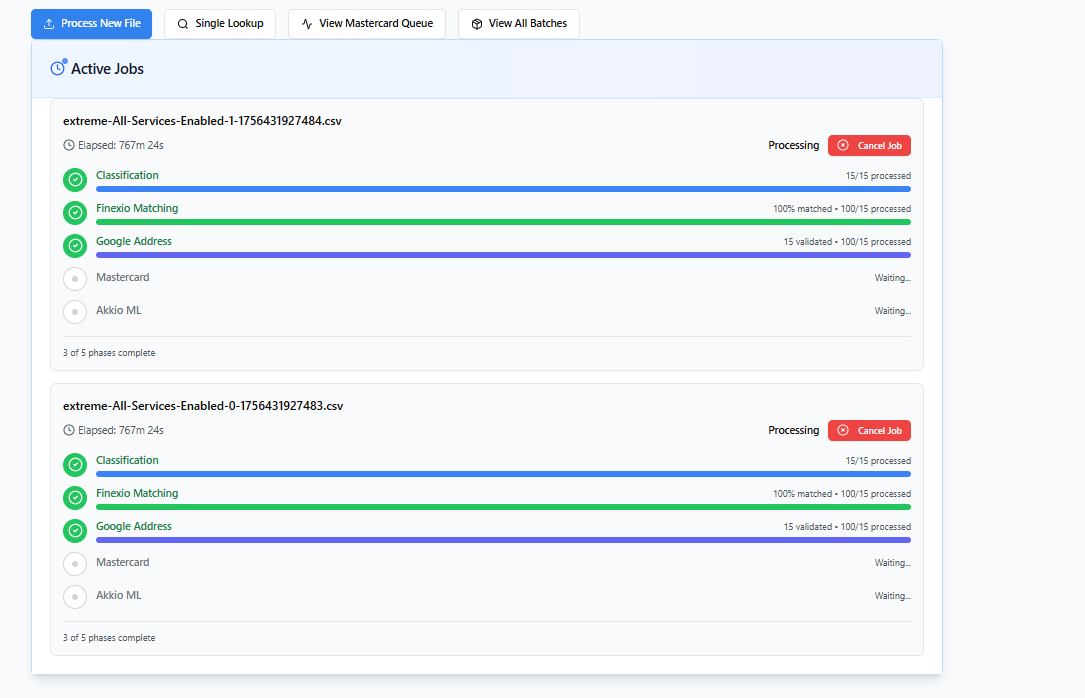 Process New File
Single Lookup
View Mastercard Queue
View All Batches
Active Jobs
extreme-All-Services-Enabled-1-1756431927484.csv
Elapsed: 767m 24s
Processing
Cancel Job
Classification
15/15 processed
Finexio Matching
100% matched • 100/15 processed
Google Address
15 validated • 100/15 processed
Mastercard
Waiting...
Akkio ML
Waiting...
3 of 5 phases complete
extreme-All-Services-Enabled-0-1756431927483.csv
Elapsed: 767m 24s
Processing
Cancel Job
Classification
15/15 processed
Finexio Matching
100% matched • 100/15 processed
Google Address
15 validated • 100/15 processed
Mastercard
Waiting...
Akkio ML
Waiting...
3 of 5 phases complete